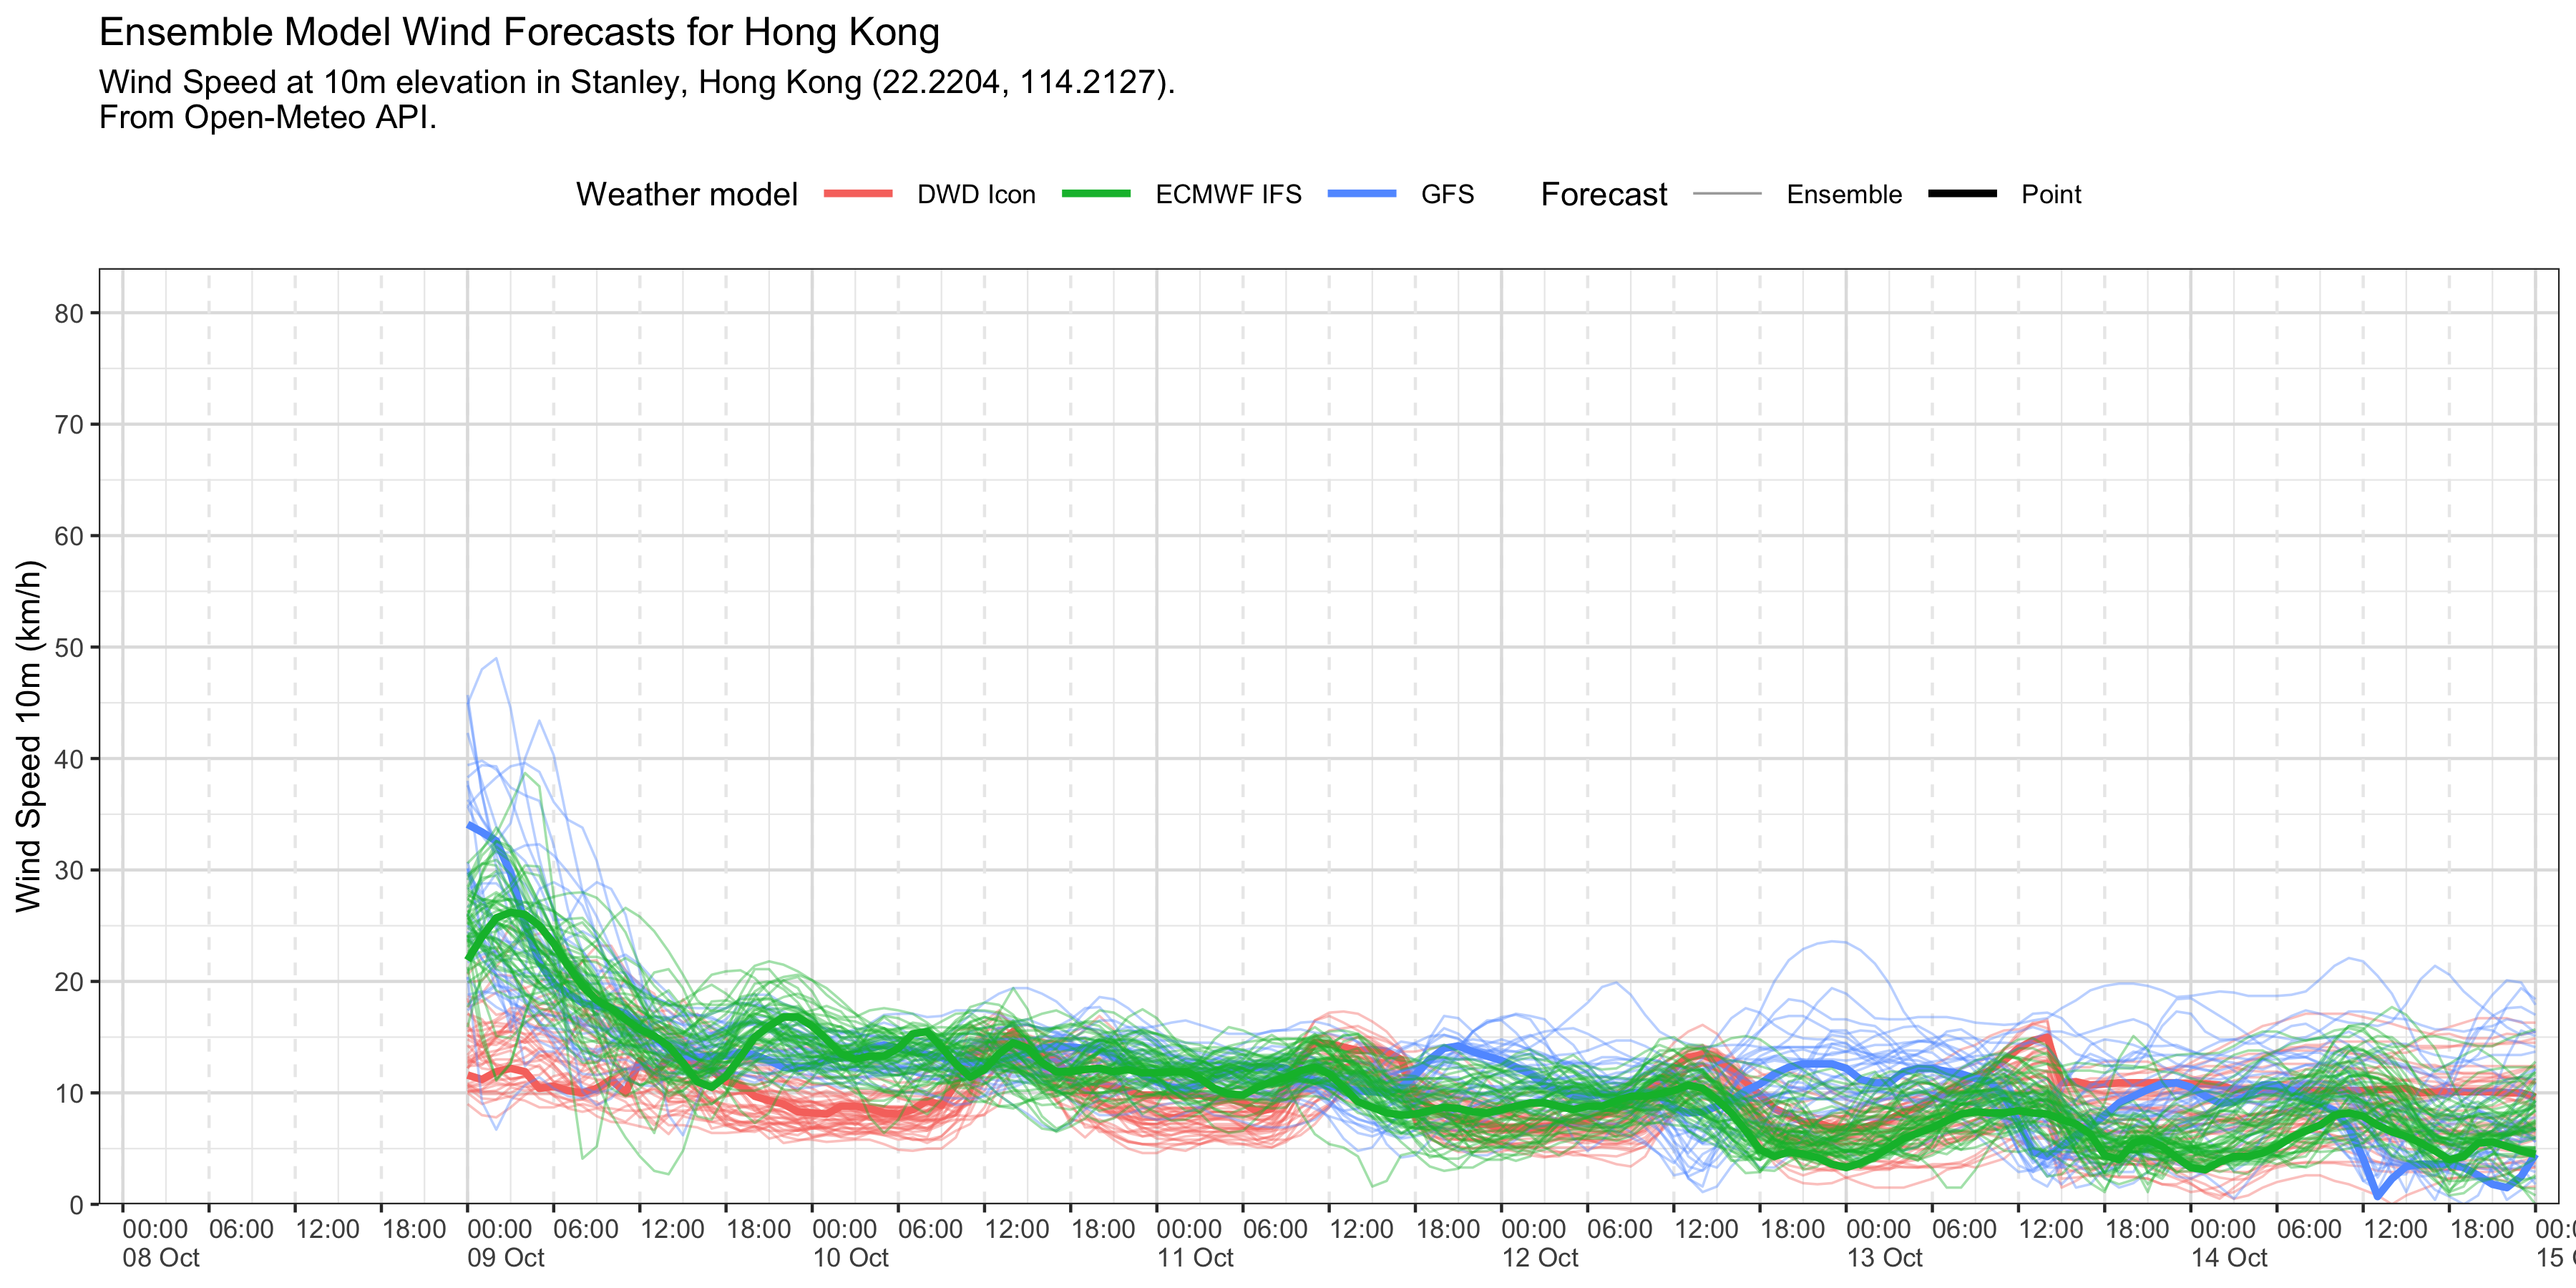 Ensemble Model Wind Forecasts for Hong Kong
Wind Speed at 10m elevation in Stanley, Hong Kong (22.2204, 114.2127).
From Open-Meteo API.
Weather model DWD Icon ECMWF IFS GFS Forecast Ensemble Point
Wind Speed 10m (km/h)
80
70
60
50
40
30
20
10
0
00:00 06:00 12:00 18:00 00:00 06:00 12:00 18:00 00:00 06:00 12:00 18:00 00:00 06:00 12:00 18:00 00:00 06:00 12:00 18:00 00:00 06:00 12:00 18:00 00:00 06:00 12:00 18:00
08 Oct 09 Oct 10 Oct 11 Oct 12 Oct 13 Oct 14 Oct 15